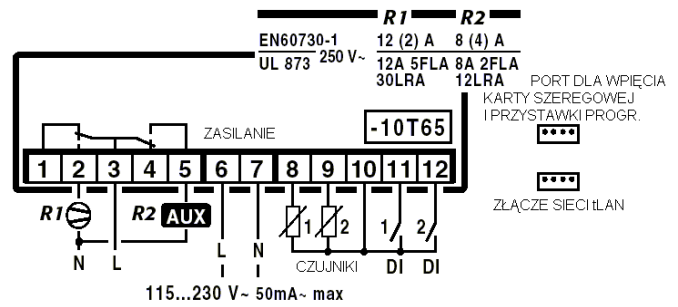 R1 R2
EN60730-1 12 (2) A 8 (4) A
UL 873 250 V~ 12A 5FLA 8A 2FLA
30LRA 12LRA
PORT DLA WPIĘCIA
KARTY SZEREGOWEJ
I PRZYSTAWKI PROGR.
ZASILANIE
-10T65
1 2 3 4 5 6 7 8 9 10 11 12
ZŁĄCZE SIECI tLAN
R1 R2 AUX 1 2 1 2
N L L N CZUJNIKI DI DI
115...230 V~ 50mA~ max